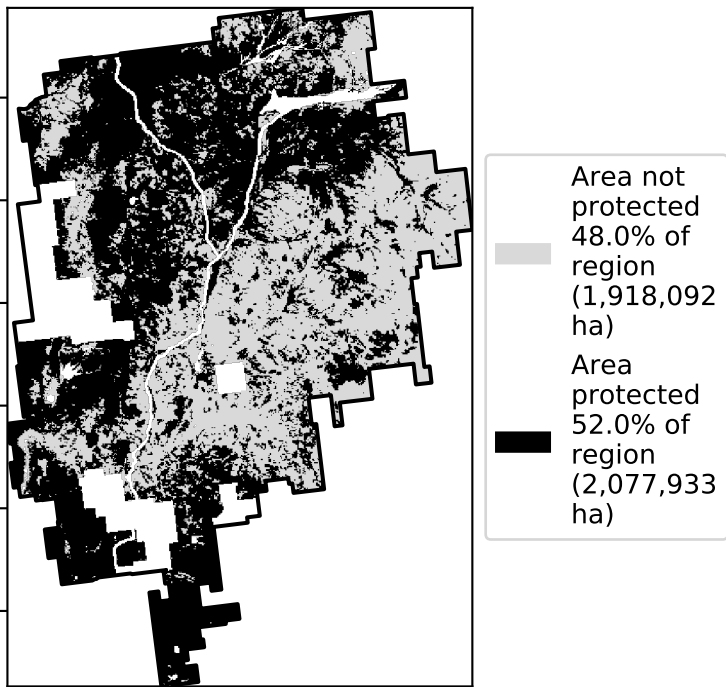 Area not
protected
48.0% of
region
(1,918,092
ha)
Area
protected
52.0% of
region
(2,077,933
ha)